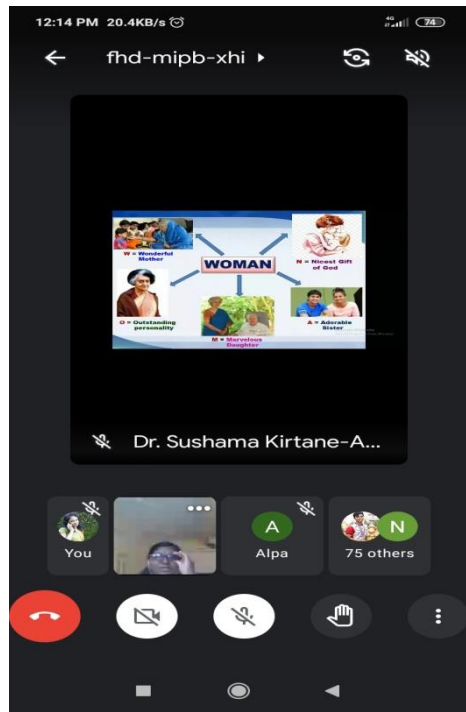 12:14 PM 20.4KB/s
4G
74
fhd-mipb-xhi
W = Wonderful
Mother
WOMAN
N = Nicest Gift
of God
O = Outstanding
personality
M = Marvelous
Daughter
A = Adorable
Sister
Dr. Sushama Kirtane-A...
You
A
Alpa
N
75 others